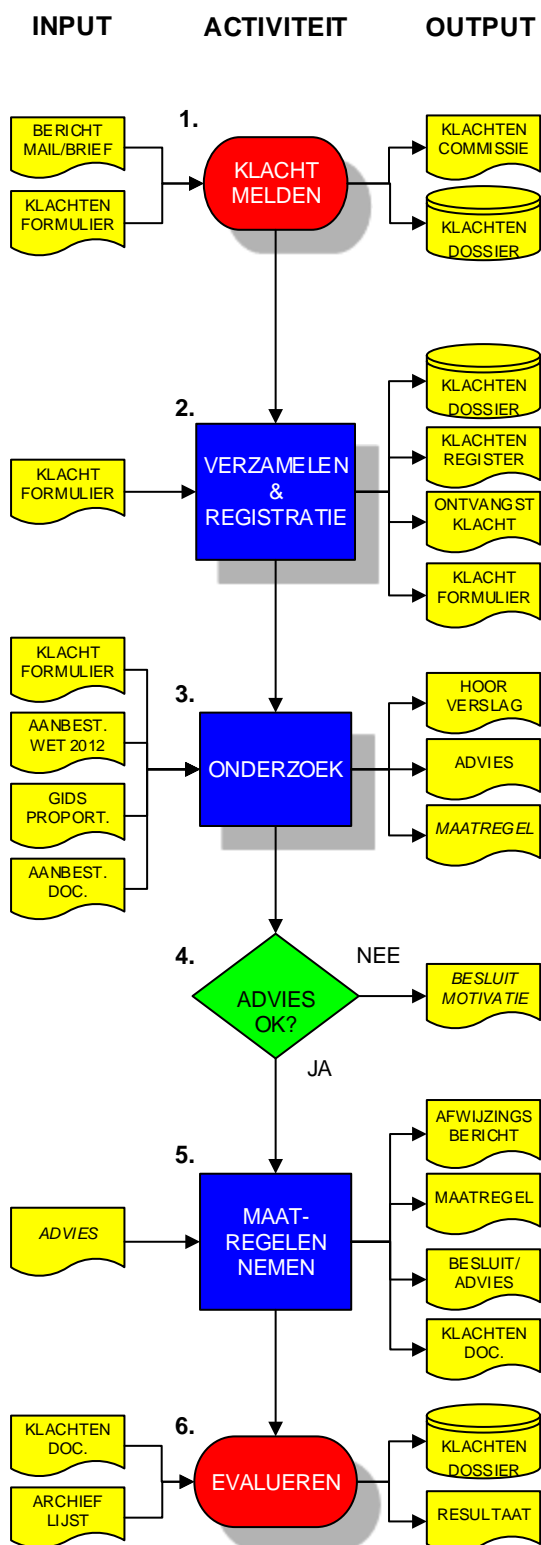 INPUT ACTIVITEIT OUTPUT
1.
BERICHT
MAIL/BRIEF
KLACHTEN
FORMULIER
KLACHT
MELDEN
KLACHTEN
COMMISSIE
KLACHTEN
DOSSIER
2.
KLACHT
FORMULIER
VERZAMELEN
&
REGISTRATIE
KLACHTEN
DOSSIER
KLACHTEN
REGISTER
ONTVANGST
KLACHT
KLACHT
FORMULIER
3.
KLACHT
FORMULIER
AANBEST.
WET 2012
GIDS
PROPORT.
AANBEST.
DOC.
ONDERZOEK
HOOR
VERSLAG
ADVIES
MAATREGEL
4.
ADVIES
OK?
NEE
JA
BESLUIT
MOTIVATIE
5.
ADVIES
MAAT-
REGELEN
NEMEN
AFWIJZINGS
BERICHT
MAATREGEL
BESLUIT/
ADVIES
KLACHTEN
DOC.
6.
KLACHTEN
DOC.
ARCHIEF
LIJST
EVALUEREN
KLACHTEN
DOSSIER
RESULTAAT